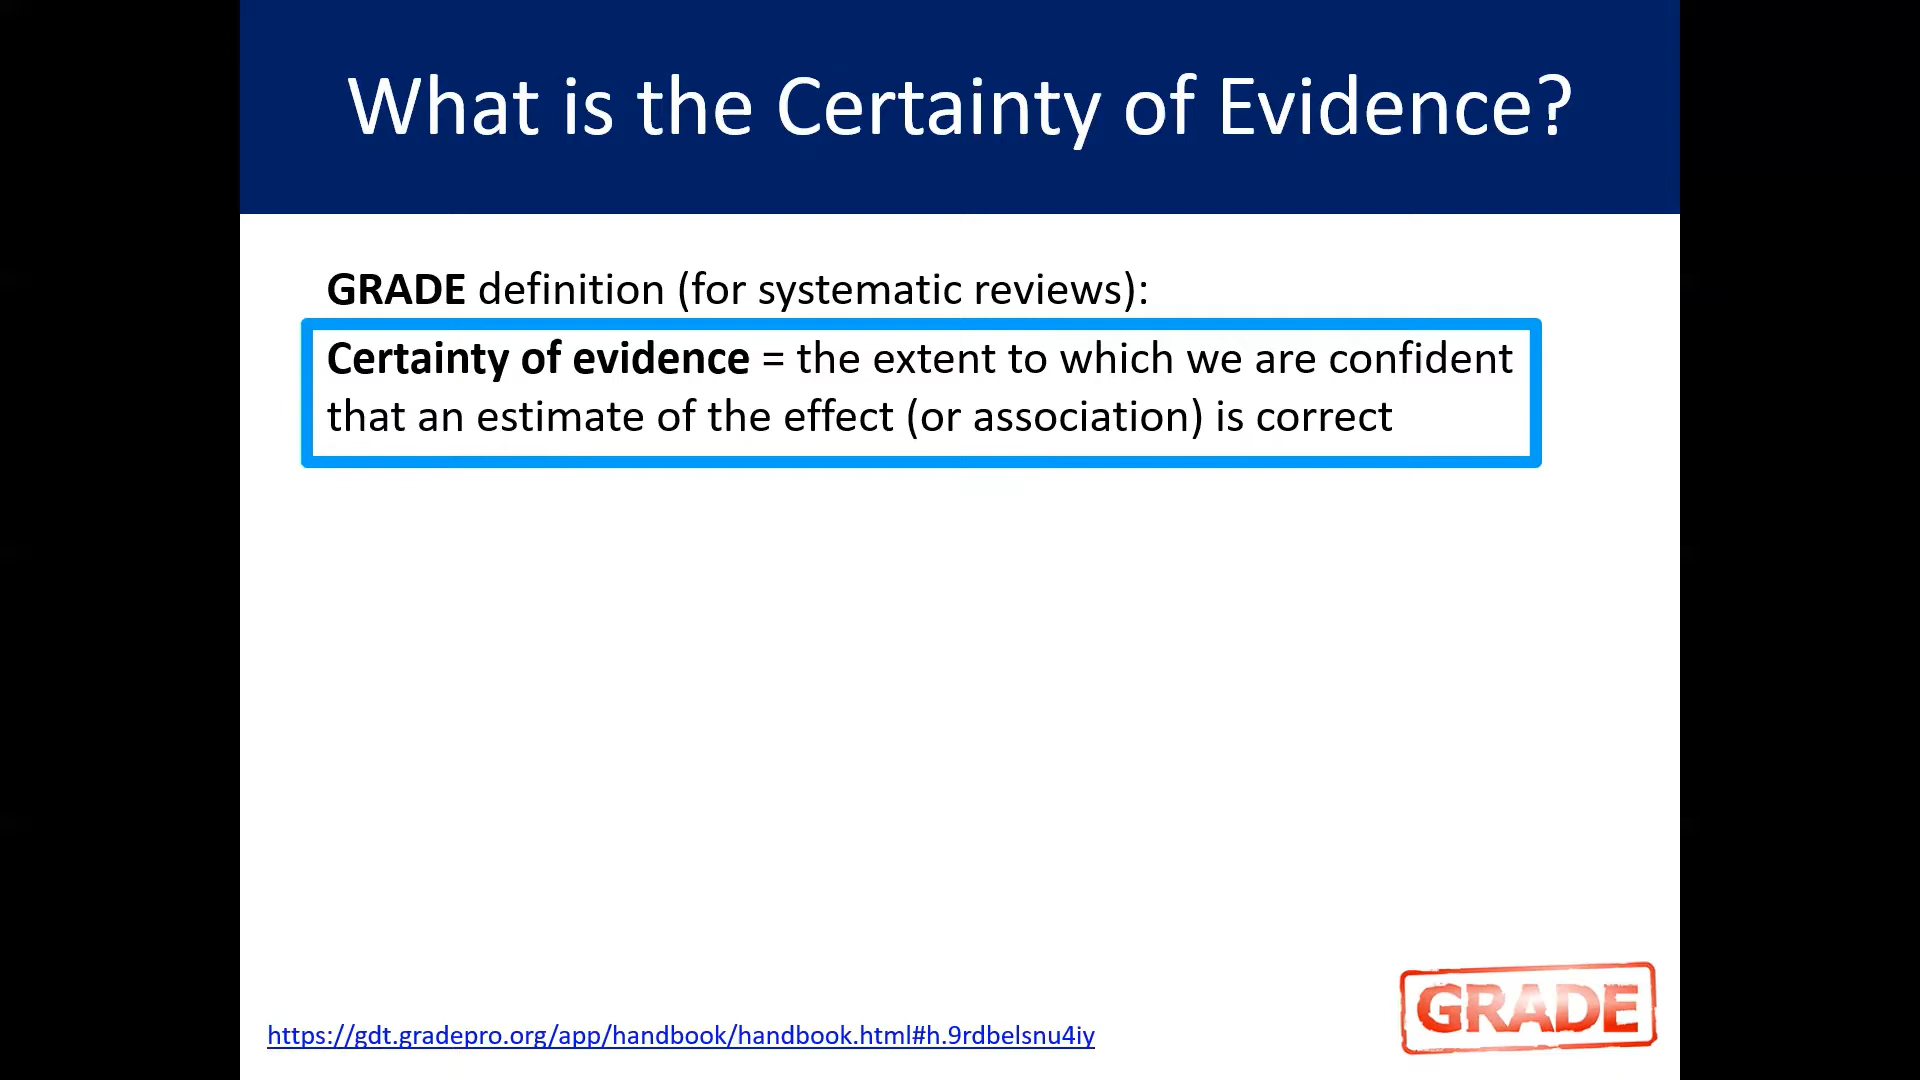 What is the Certainty of Evidence?
GRADE definition (for systematic reviews):
Certainty of evidence = the extent to which we are confident
that an estimate of the effect (or association) is correct
https://gdt.gradepro.org/app/handbook/handbook.html#h.9rdbelsnu4iy
GRADE